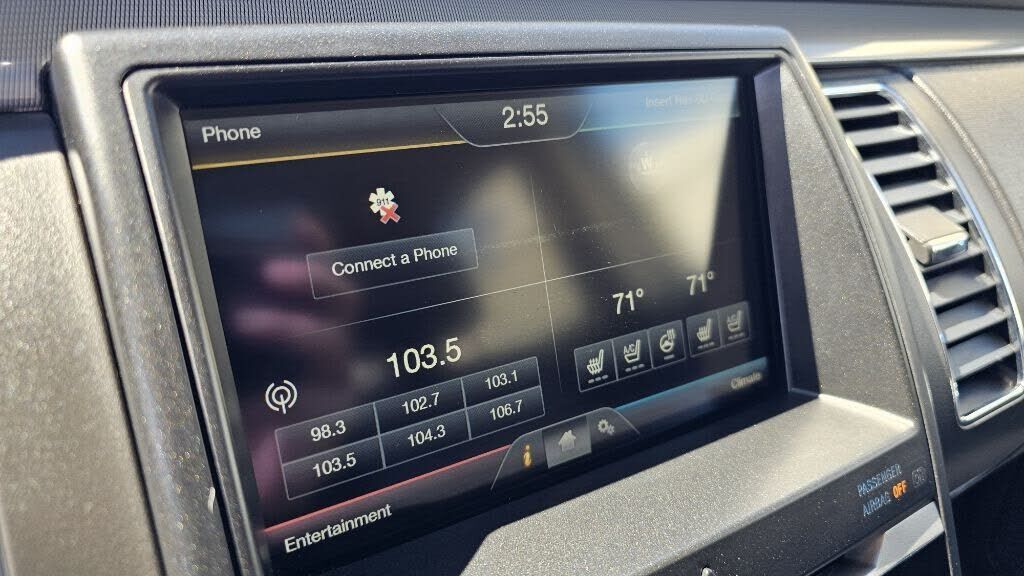 Phone
2:55
911
Connect a Phone
103.5
98.3 102.7 103.1
103.5 104.3 106.7
71° 71°
A/C
Climate
i
Entertainment
PASSENGER
AIRBAG OFF